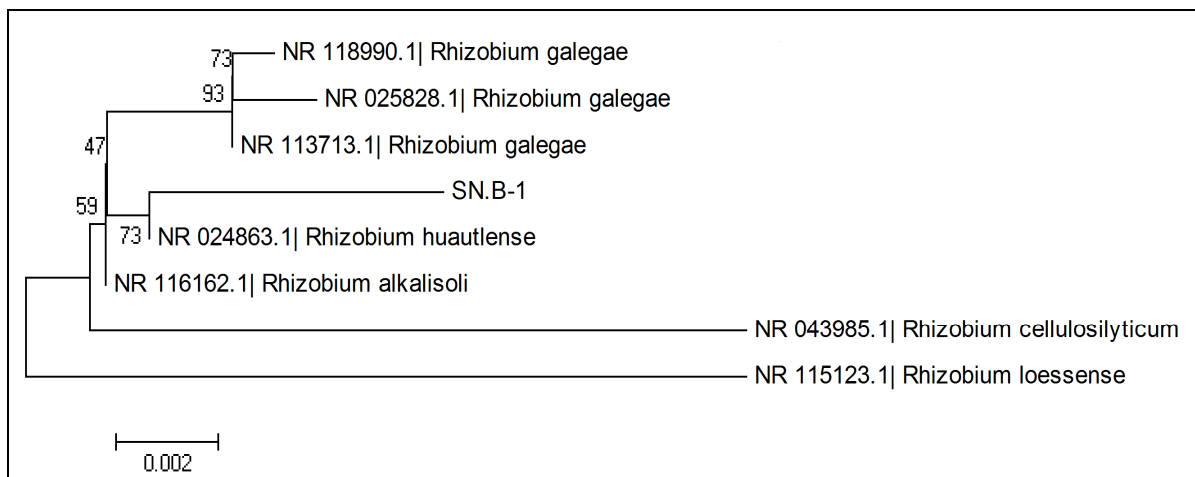 73
NR 118990.1| Rhizobium galegae
93
NR 025828.1| Rhizobium galegae
47
NR 113713.1| Rhizobium galegae
SN.B-1
59
73
NR 024863.1| Rhizobium huautlense
NR 116162.1| Rhizobium alkalisoli
NR 043985.1| Rhizobium cellulosilyticum
NR 115123.1| Rhizobium loessense
0.002